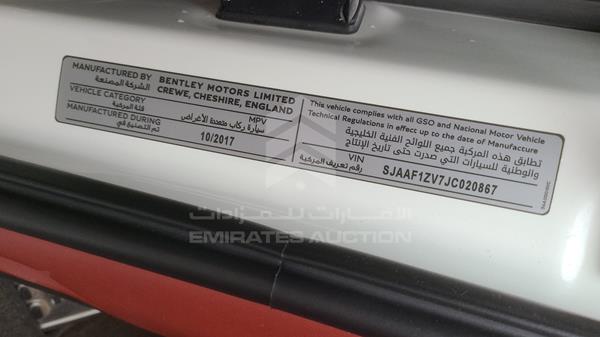 MANUFACTURED BY BENTLEY MOTORS LIMITED
الشركة المصنعة CREWE, CHESHIRE, ENGLAND
VEHICLE CATEGORY MPV
فئة المركبة سيارة ركاب متعددة الأغراض
MANUFACTURED DURING 10/2017
تم التصنيع في
This vehicle complies with all GSO and National Motor Vehicle
Technical Regulations in effect up to the date of Manufacture
تطابق هذه المركبة جميع اللوائح الفنية الخليجية
والوطنية للسيارات التي صدرت حتى تاريخ الإنتاج
VIN SJAAF1ZV7JC020867
رقم تعريف المركبة
الامارات للمزادات
EMIRATES AUCTION